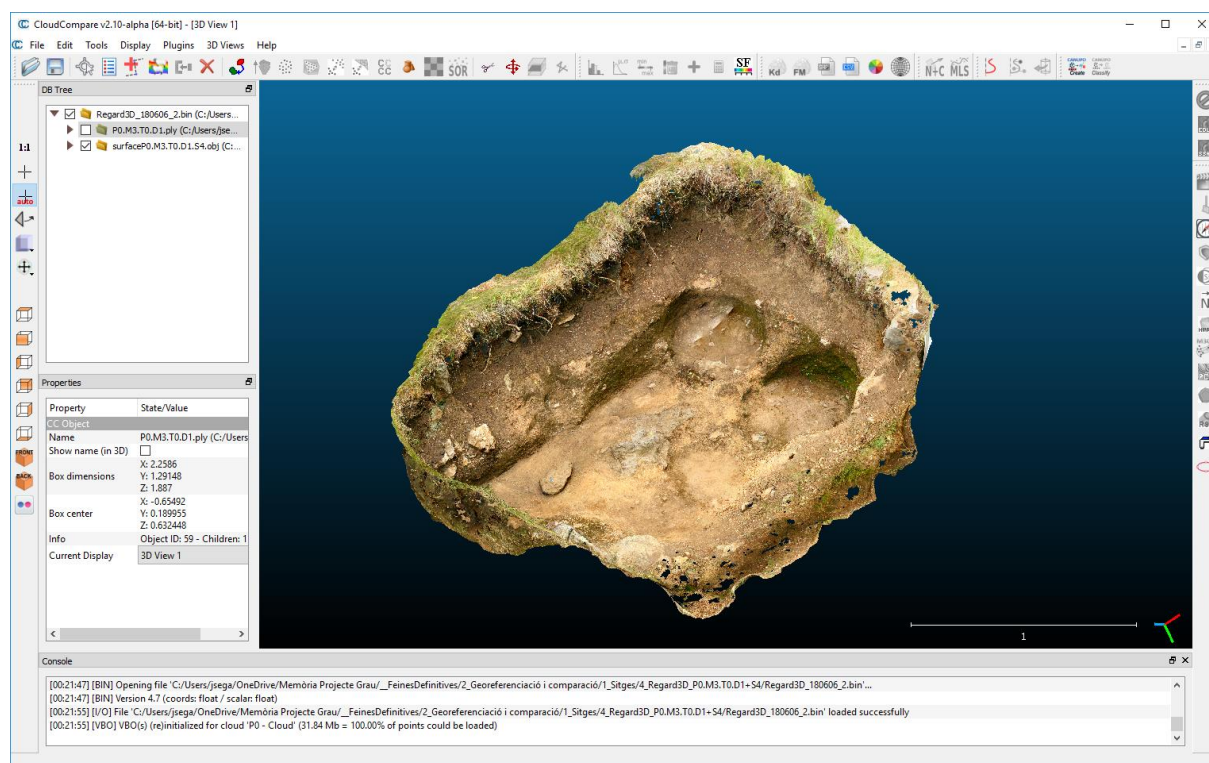 CloudCompare v2.10-alpha [64-bit] - [3D View 1]
File Edit Tools Display Plugins 3D Views Help
SF
CC
SOR
Kd
FM
N+C MLS
Create
Classify
DB Tree
Regard3D_180606_2.bin (C:/Users...
P0.M3.T0.D1.ply (C:/Users/jse...
surfaceP0.M3.T0.D1.S4.obj (C:...
1:1
auto
FRONT
BACK
Properties
Property State/Value
CC Object
Name P0.M3.T0.D1.ply (C:/Users
Show name (in 3D)
Box dimensions X: 2.2586
Y: 1.29148
Z: 1.887
Box center X: -0.65492
Y: 0.189955
Z: 0.632448
Info Object ID: 59 - Children: 1
Current Display 3D View 1
1
Console
[00:21:47] [BIN] Opening file 'C:/Users/jsega/OneDrive/Memòria Projecte Grau/__FeinesDefinitives/2_Georeferenciació i comparació/1_Sitges/4_Regard3D_P0.M3.T0.D1+S4/Regard3D_180606_2.bin'...
[00:21:47] [BIN] Version 4.7 (coords: float / scalar: float)
[00:21:55] [I/O] File 'C:/Users/jsega/OneDrive/Memòria Projecte Grau/__FeinesDefinitives/2_Georeferenciació i comparació/1_Sitges/4_Regard3D_P0.M3.T0.D1+S4/Regard3D_180606_2.bin' loaded successfully
[00:21:55] [VBO] VBO(s) (re)initialized for cloud 'P0 - Cloud' (31.84 Mb = 100.00% of points could be loaded)